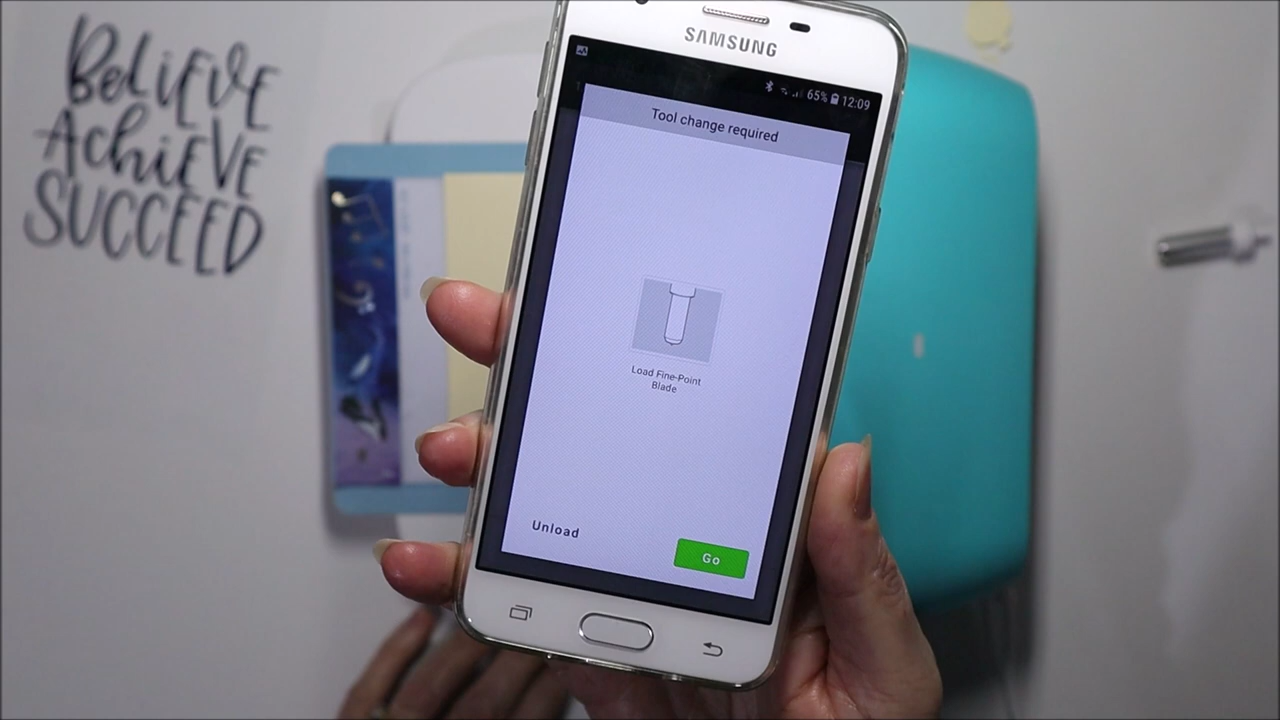 BELIEVE
AchiEVE
SUCCEED
SAMSUNG
65% 12:09
Tool change required
Load Fine-Point
Blade
Unload
Go